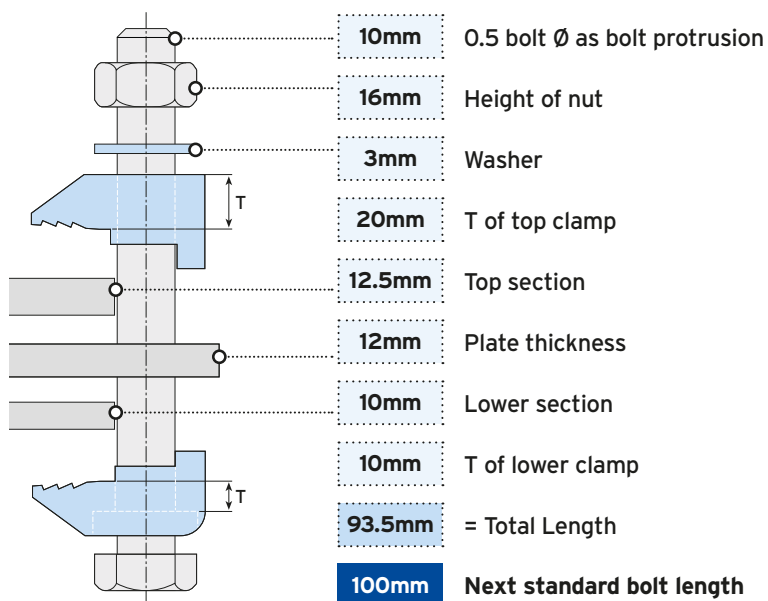 10mm 0.5 bolt Ø as bolt protrusion
16mm Height of nut
3mm Washer
T
20mm T of top clamp
12.5mm Top section
12mm Plate thickness
10mm Lower section
10mm T of lower clamp
T
93.5mm = Total Length
100mm Next standard bolt length